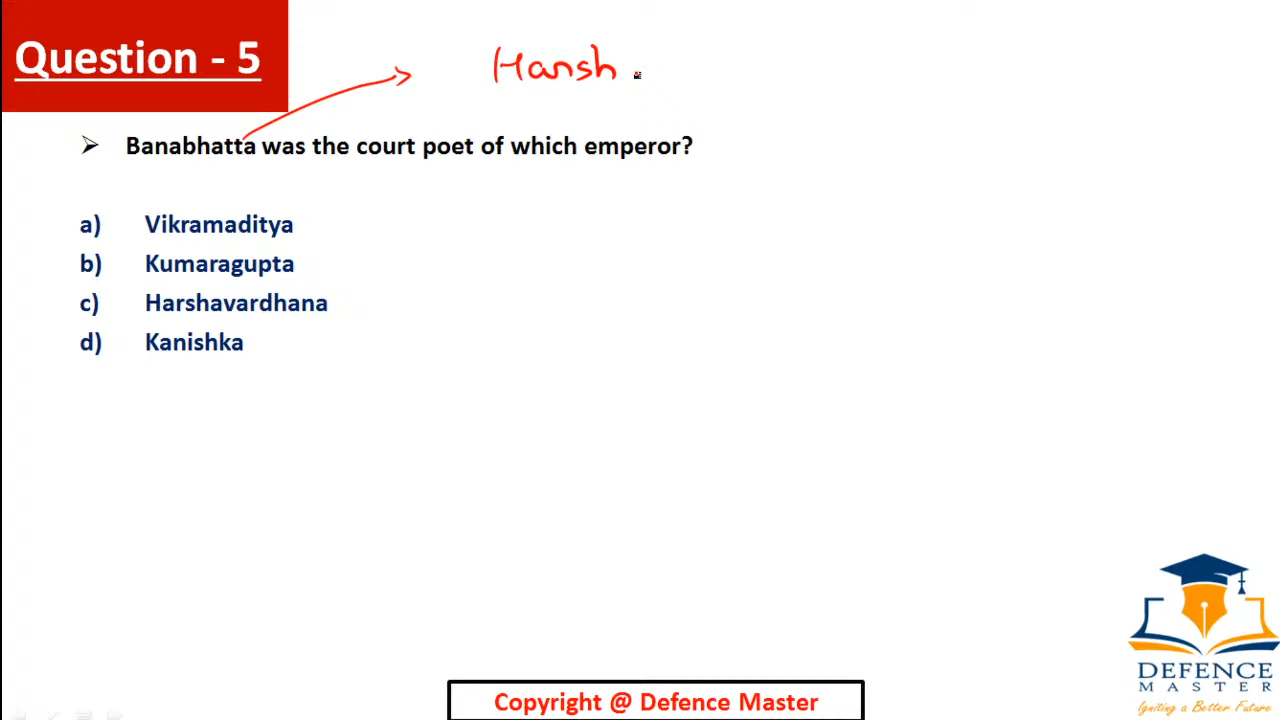 Question - 5
Harsh
Banabhatta was the court poet of which emperor?
a) Vikramaditya
b) Kumaragupta
c) Harshavardhana
d) Kanishka
DEFENCE
MASTER
Igniting a Better Future
Copyright @ Defence Master